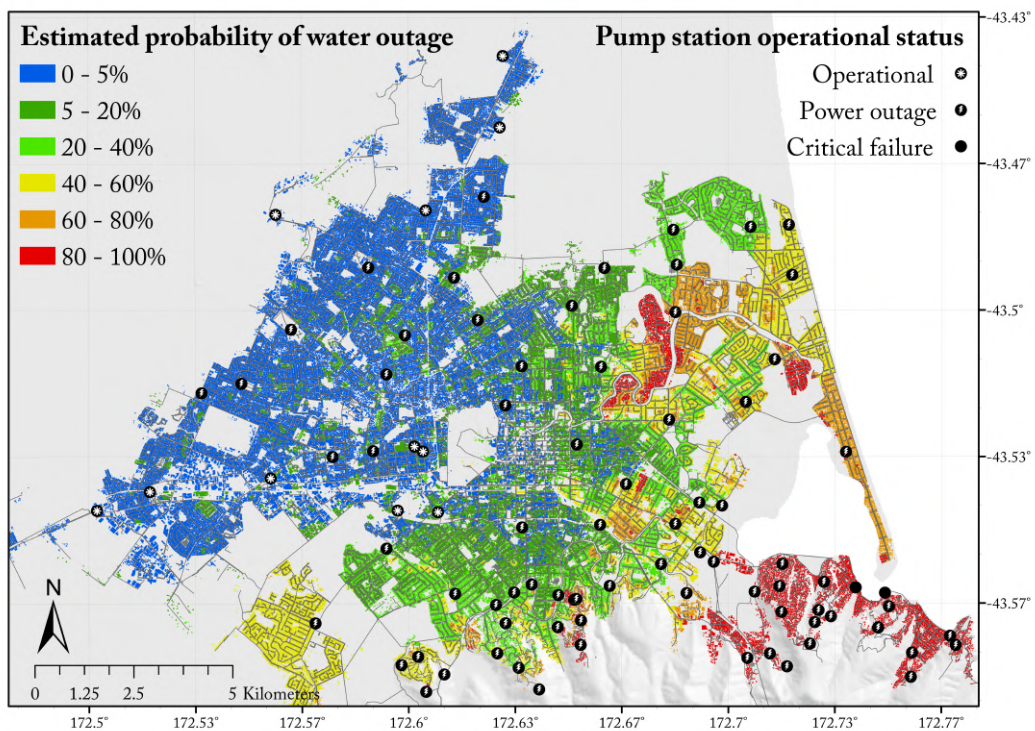 Estimated probability of water outage
0 - 5%
5 - 20%
20 - 40%
40 - 60%
60 - 80%
80 - 100%
Pump station operational status
Operational
Power outage
Critical failure
-43.43°
-43.47°
-43.5°
-43.53°
-43.57°
N
0 1.25 2.5 5 Kilometers
172.5° 172.53° 172.57° 172.6° 172.63° 172.67° 172.7° 172.73° 172.77°